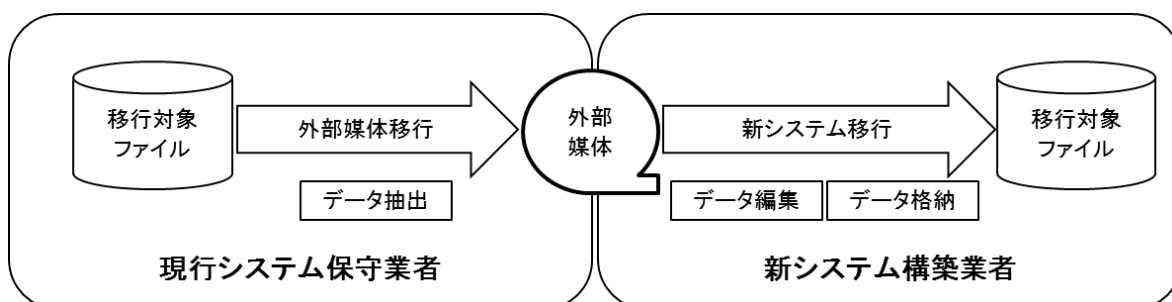 移行対象
ファイル
外部媒体移行
データ抽出
外部
媒体
新システム移行
データ編集
データ格納
移行対象
ファイル
現行システム保守業者
新システム構築業者